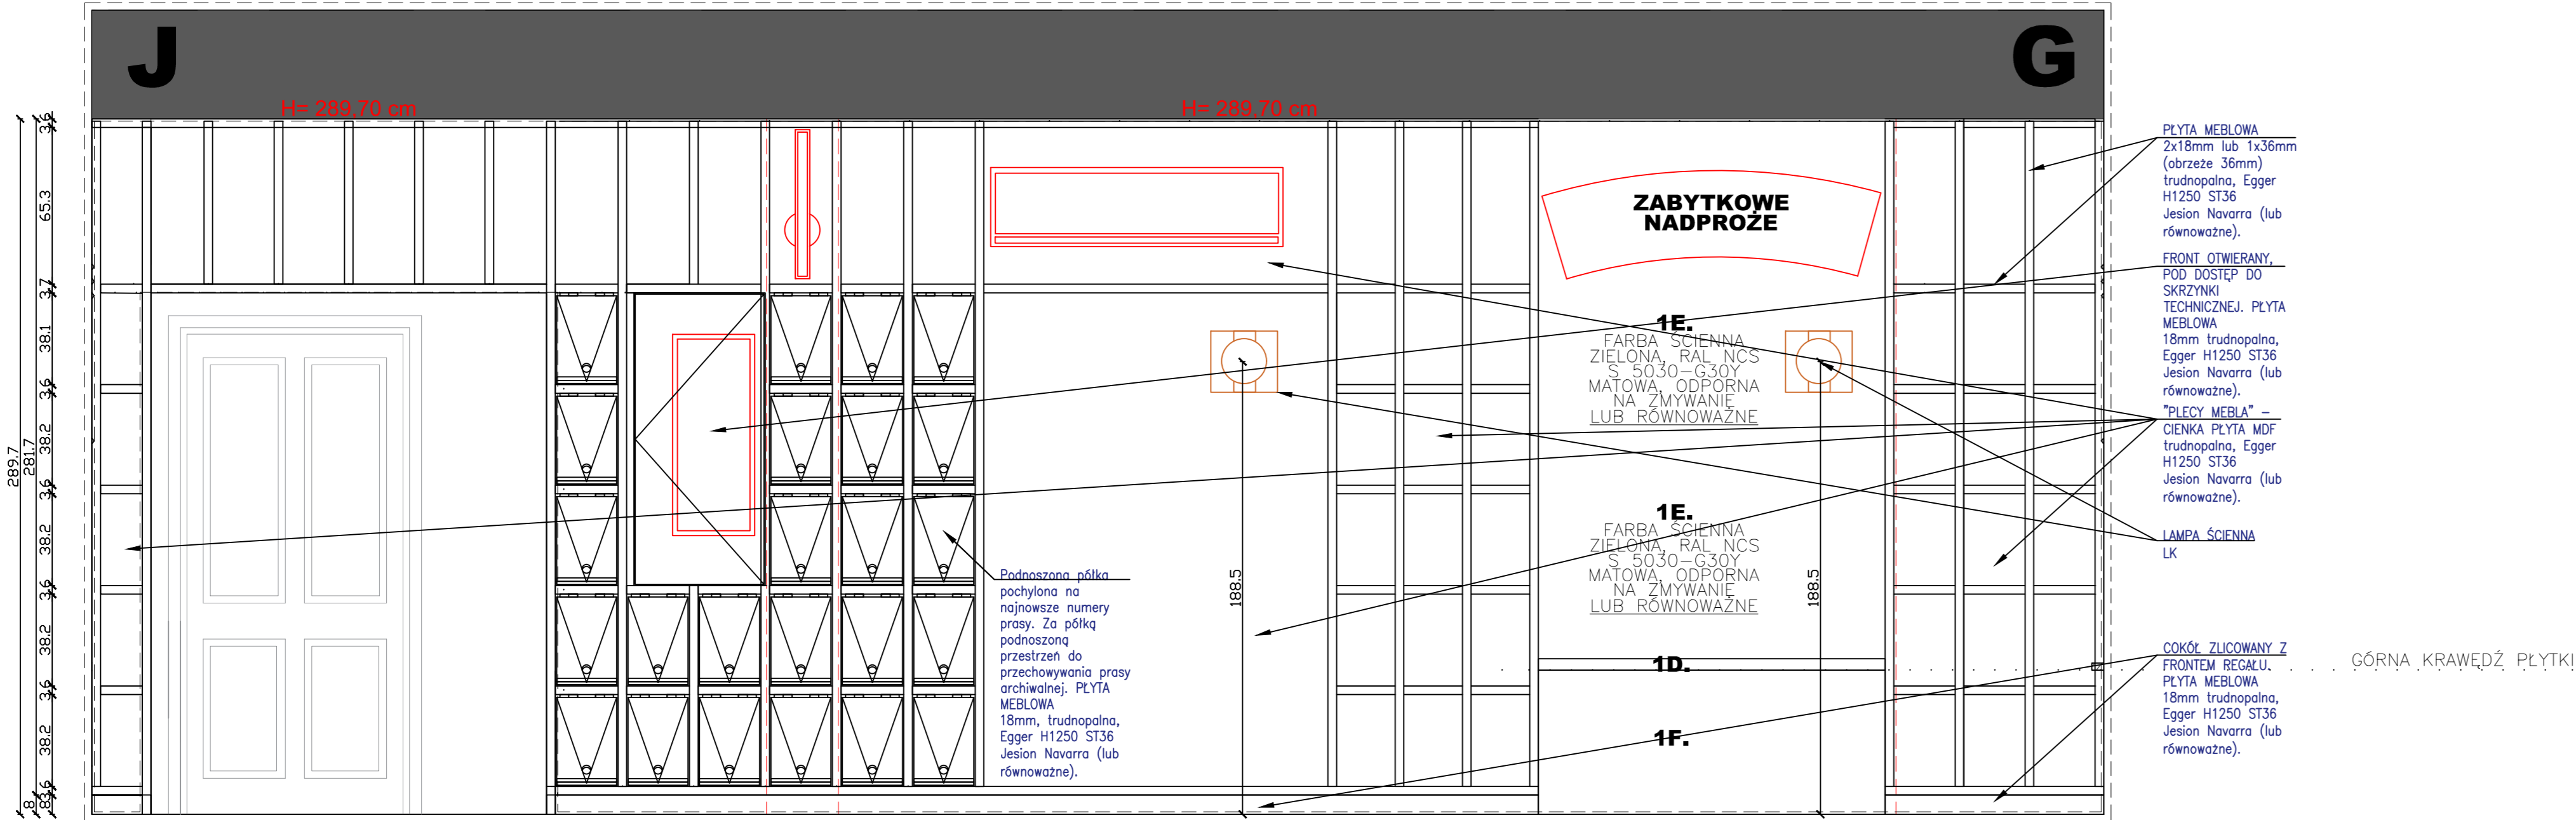 J
G
H= 289,70 cm
H= 289,70 cm
289.7
281.7
8
3.6
65.3
3.7
38.1
3.6
38.2
3.6
38.2
3.6
38.2
3.6
38.2
3.6
8
ZABYTKOWE
NADPROŻE
1E.
FARBA ŚCIENNA
ZIELONA, RAL NCS
S 5030-G30Y
MATOWA, ODPORNA
NA ZMYWANIE
LUB RÓWNOWAŻNE
1E.
FARBA ŚCIENNA
ZIELONA, RAL NCS
S 5030-G30Y
MATOWA, ODPORNA
NA ZMYWANIE
LUB RÓWNOWAŻNE
1D.
1F.
188.5
188.5
Podnoszona półka
pochylona na
najnowsze numery
prasy. Za półką
podnoszoną
przestrzeń do
przechowywania prasy
archiwalnej. PŁYTA
MEBLOWA
18mm, trudnopalna,
Egger H1250 ST36
Jesion Navarra (lub
równoważne).
PŁYTA MEBLOWA
2x18mm lub 1x36mm
(obrzeże 36mm)
trudnopalna, Egger
H1250 ST36
Jesion Navarra (lub
równoważne).
FRONT OTWIERANY,
POD DOSTĘP DO
SKRZYNKI
TECHNICZNEJ. PŁYTA
MEBLOWA
18mm trudnopalna,
Egger H1250 ST36
Jesion Navarra (lub
równoważne).
"PLECY MEBLA" –
CIENKA PŁYTA MDF
trudnopalna, Egger
H1250 ST36
Jesion Navarra (lub
równoważne).
LAMPA ŚCIENNA
LK
COKÓŁ ZLICOWANY Z
FRONTEM REGAŁU.
PŁYTA MEBLOWA
18mm trudnopalna,
Egger H1250 ST36
Jesion Navarra (lub
równoważne).
GÓRNA KRAWĘDŹ PŁYTKI